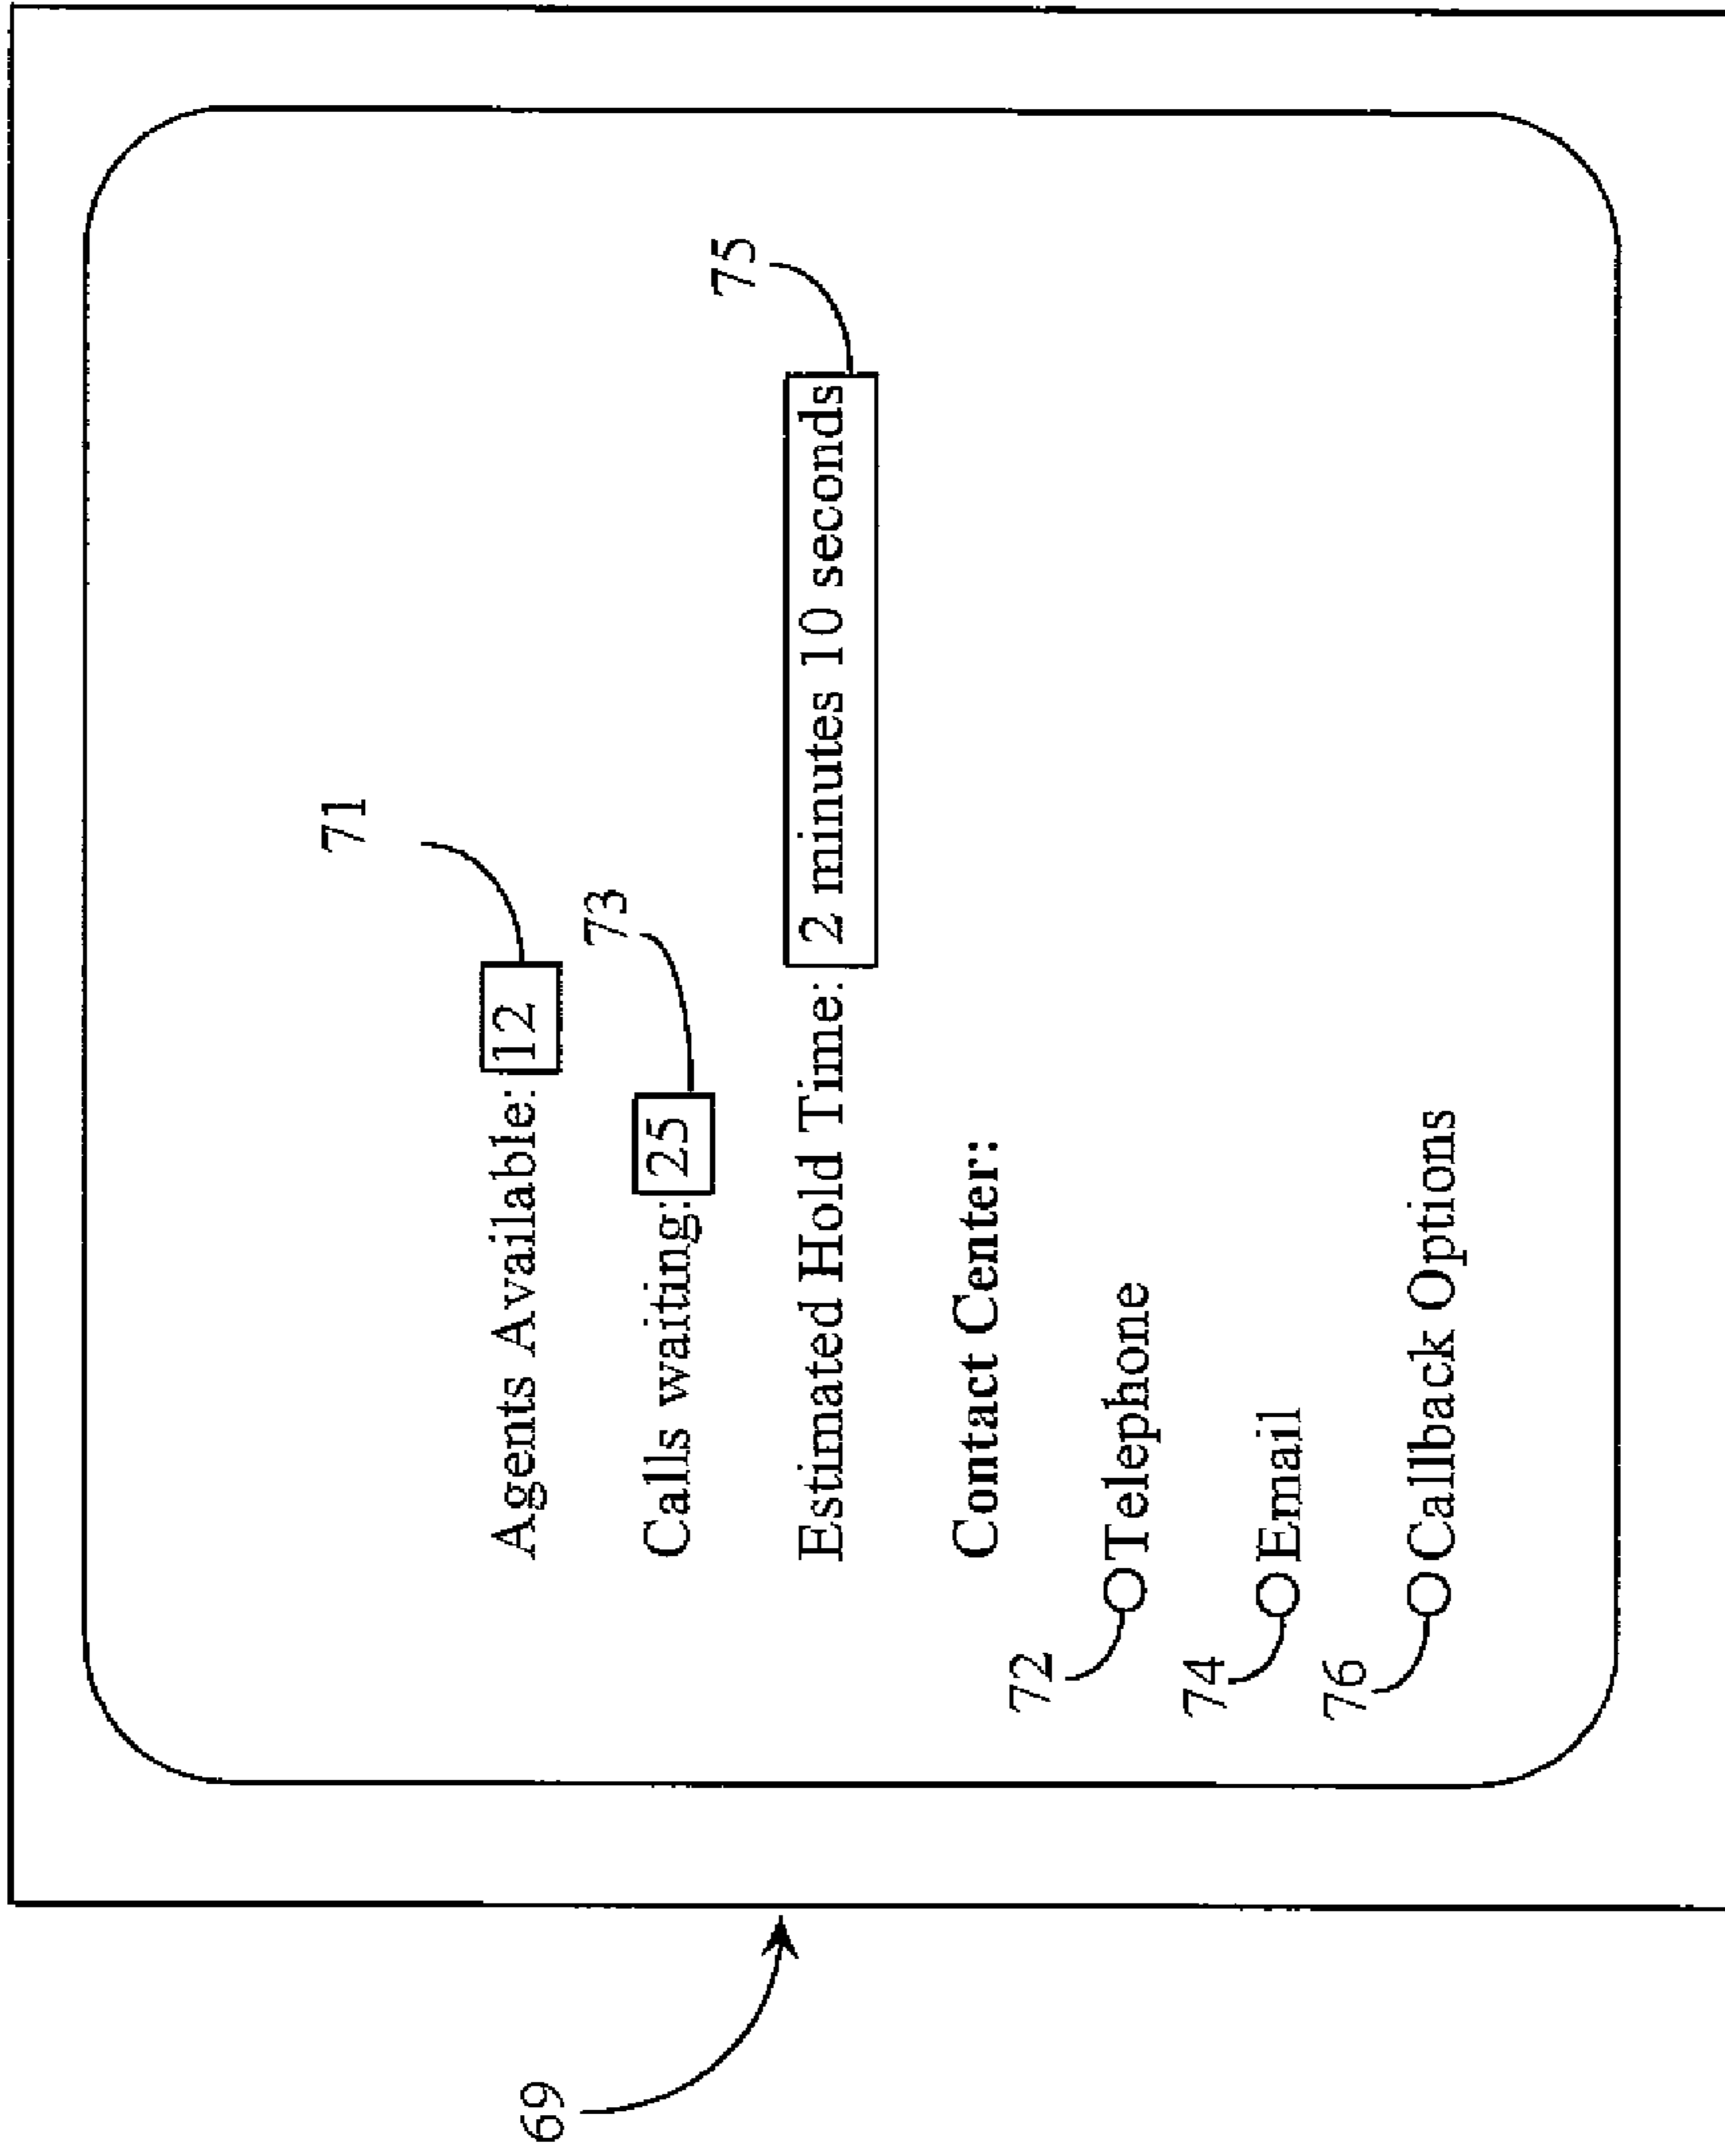 71
Agents Available: 12
73
Calls waiting: 25
75
Estimated Hold Time: 2 minutes 10 seconds
Contact Center:
72
Telephone
74
Email
76
Callback Options
69